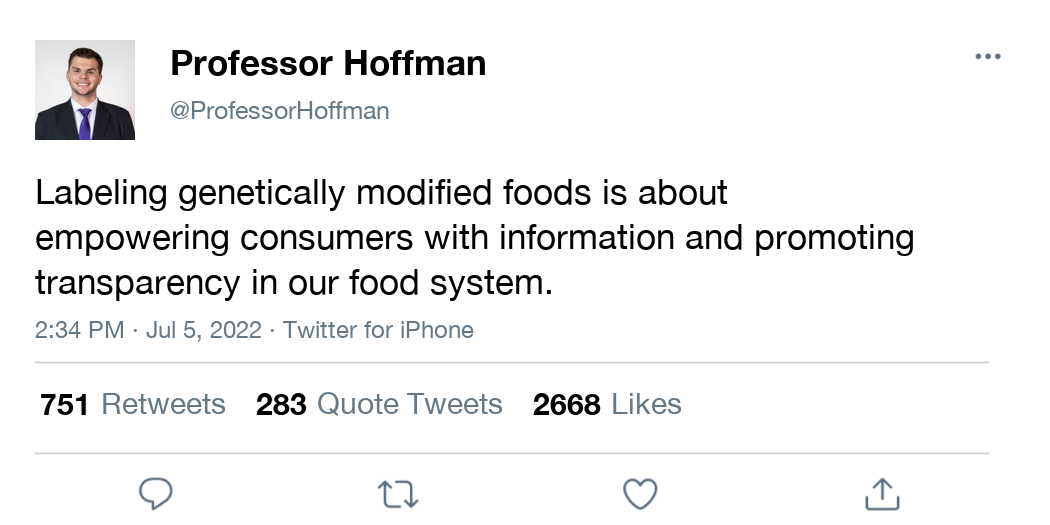 Professor Hoffman
@ProfessorHoffman
Labeling genetically modified foods is about
empowering consumers with information and promoting
transparency in our food system.
2:34 PM · Jul 5, 2022 · Twitter for iPhone
751 Retweets 283 Quote Tweets 2668 Likes